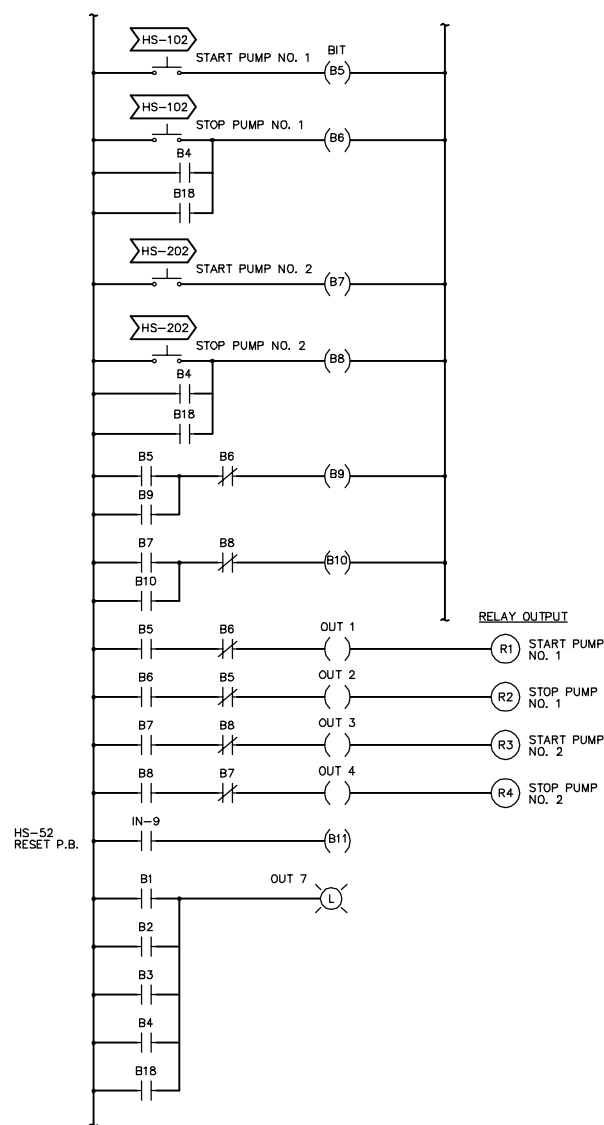 HS-102
START PUMP NO. 1
BIT
B5
HS-102
STOP PUMP NO. 1
B6
B4
B18
HS-202
START PUMP NO. 2
B7
HS-202
STOP PUMP NO. 2
B8
B4
B18
B5
B6
B9
B9
B7
B8
B10
B10
RELAY OUTPUT
B5
B6
OUT 1
R1
START PUMP
NO. 1
B6
B5
OUT 2
R2
STOP PUMP
NO. 1
B7
B8
OUT 3
R3
START PUMP
NO. 2
B8
B7
OUT 4
R4
STOP PUMP
NO. 2
HS-52
RESET P.B.
IN-9
B11
B1
OUT 7
L
B2
B3
B4
B18